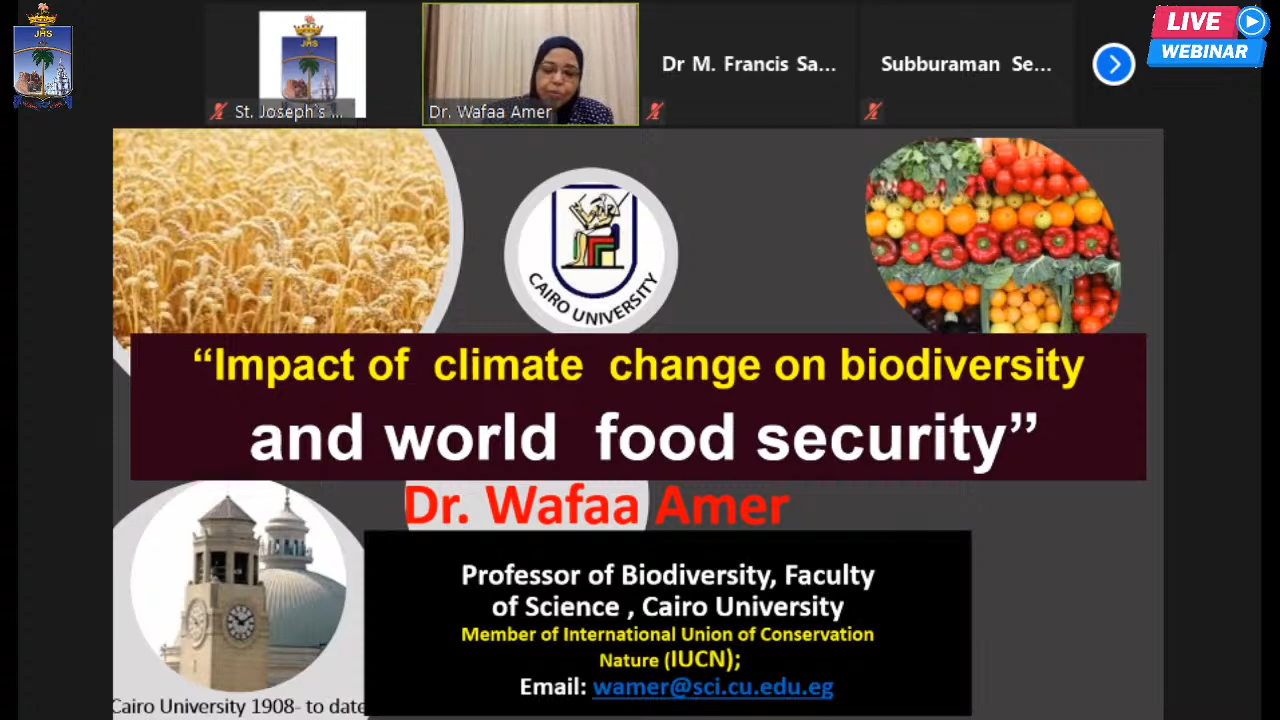 JHS
LIVE
WEBINAR
JHS
St. Joseph's ...
Dr. Wafaa Amer
Dr M. Francis Sa...
Subburaman Se...
CAIRO UNIVERSITY
“Impact of climate change on biodiversity
and world food security”
Dr. Wafaa Amer
Professor of Biodiversity, Faculty
of Science , Cairo University
Member of International Union of Conservation
Nature (IUCN);
Email: wamer@sci.cu.edu.eg
Cairo University 1908- to date